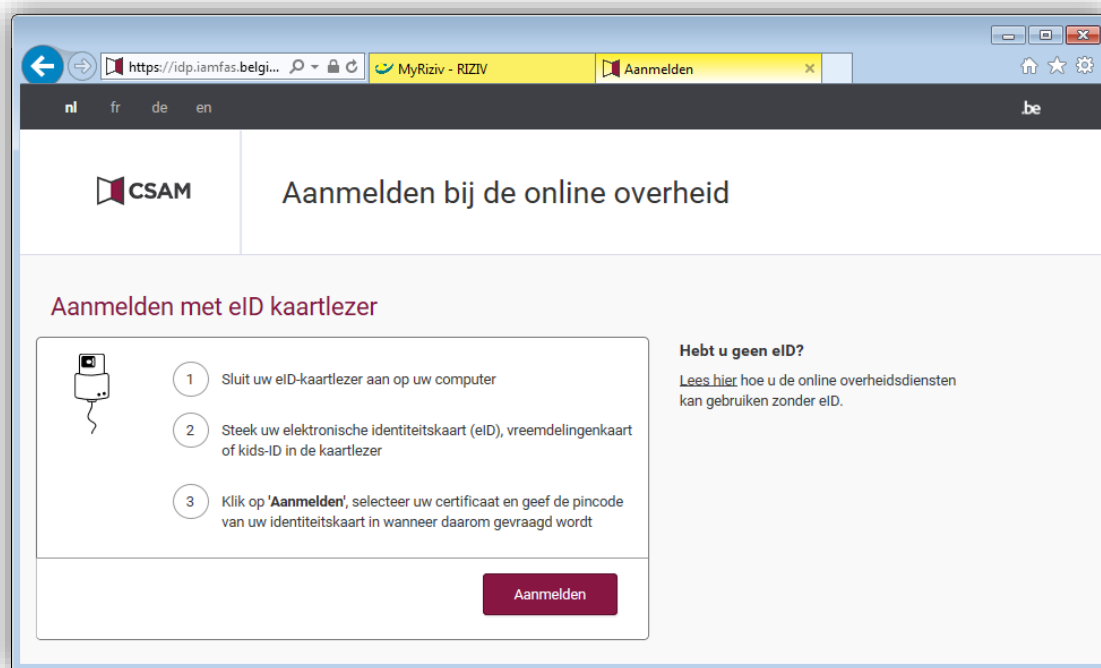 https://idp.iamfas.belgi...
MyRiziv - RIZIV
Aanmelden
nl fr de en
.be
CSAM
Aanmelden bij de online overheid
Aanmelden met eID kaartlezer
1 Sluit uw eID-kaartlezer aan op uw computer
2 Steek uw elektronische identiteitskaart (eID), vreemdelingenkaart
of kids-ID in de kaartlezer
3 Klik op 'Aanmelden', selecteer uw certificaat en geef de pincode
van uw identiteitskaart in wanneer daarom gevraagd wordt
Aanmelden
Hebt u geen eID?
Lees hier hoe u de online overheidsdiensten
kan gebruiken zonder eID.